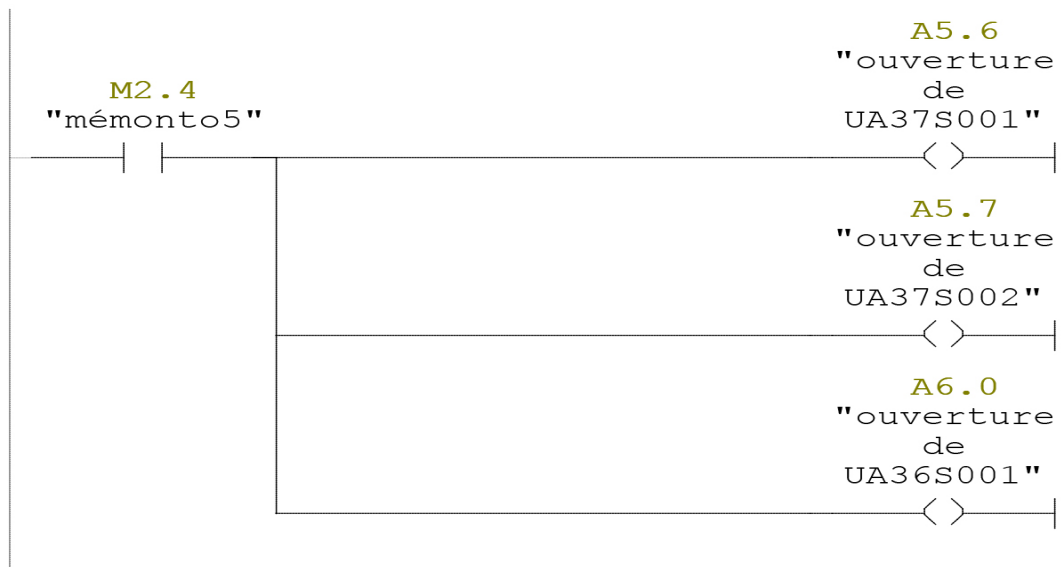 A5.6
"ouverture
de
UA37S001"
M2.4
"mémonto5"
A5.7
"ouverture
de
UA37S002"
A6.0
"ouverture
de
UA36S001"